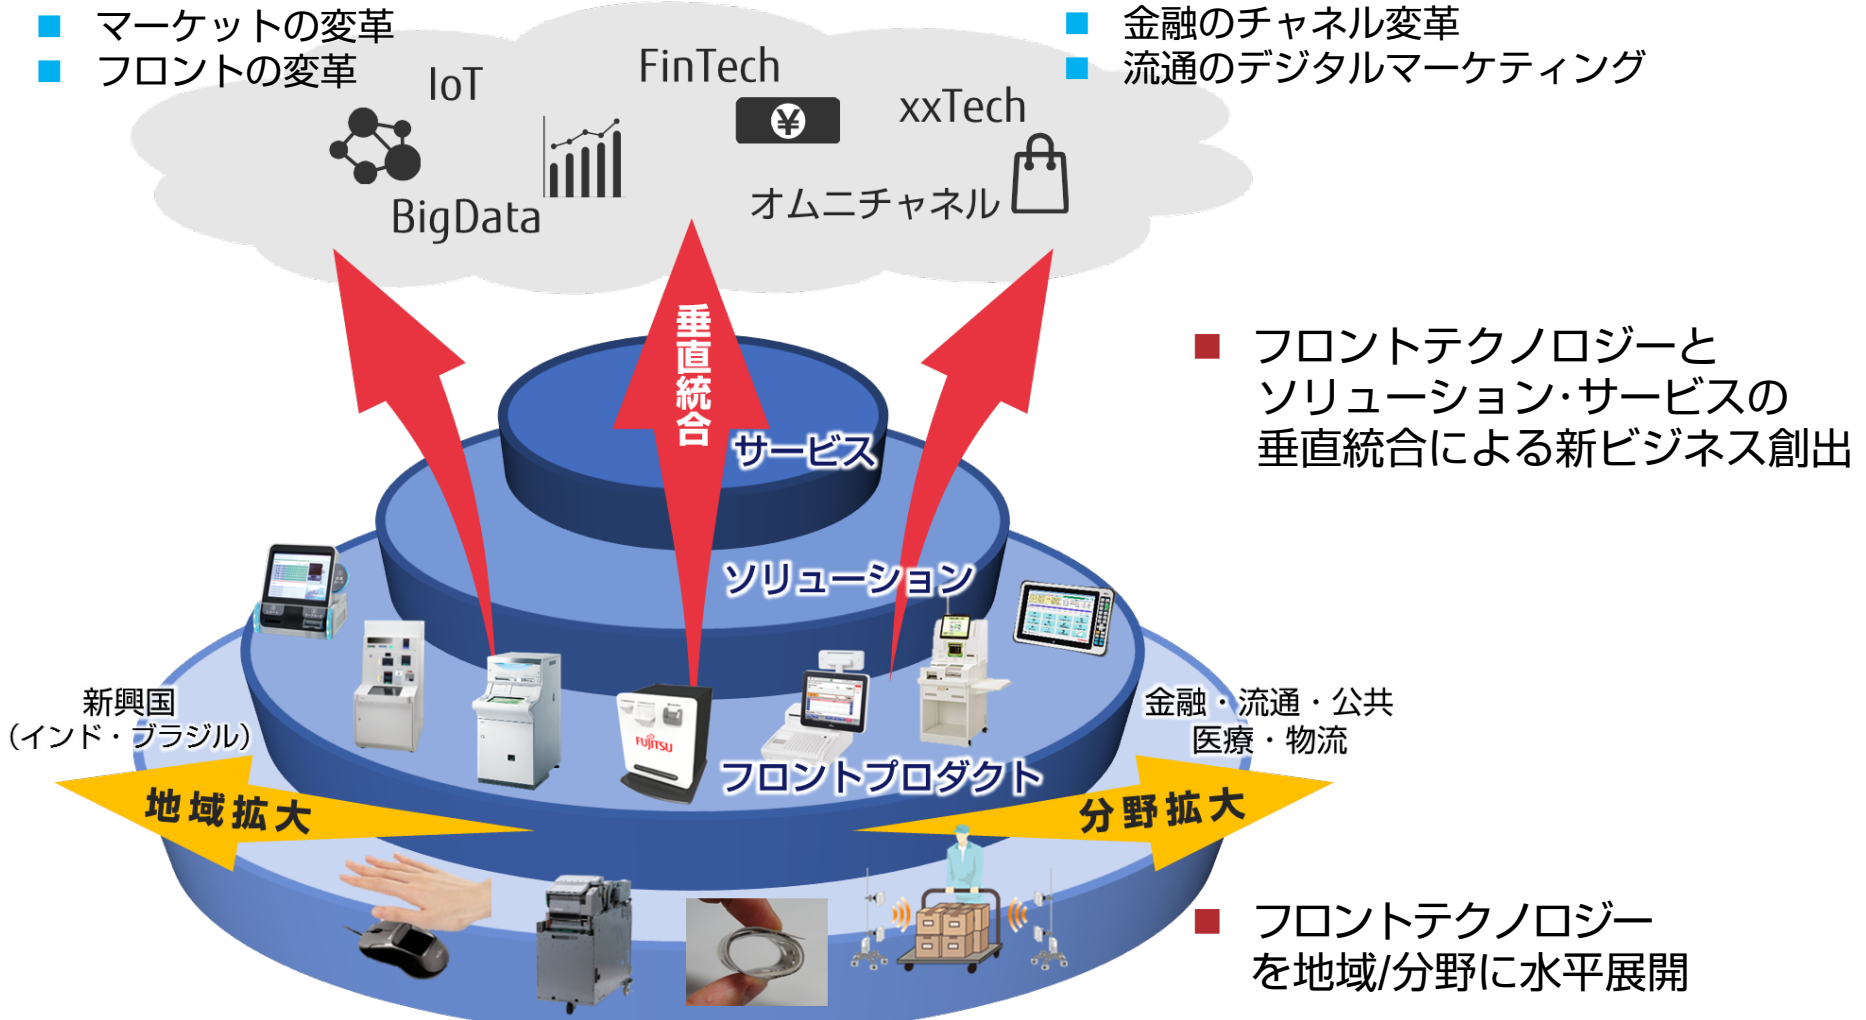 ■ マーケットの変革
■ フロントの変革
■ 金融のチャネル変革
■ 流通のデジタルマーケティング
IoT
FinTech
xxTech
¥
BigData
オムニチャネル
垂直統合
サービス
ソリューション
■ フロントテクノロジーと
ソリューション・サービスの
垂直統合による新ビジネス創出
新興国
（インド・ブラジル）
金融・流通・公共
医療・物流
FUJITSU
フロントプロダクト
地域拡大
分野拡大
■ フロントテクノロジー
を地域/分野に水平展開